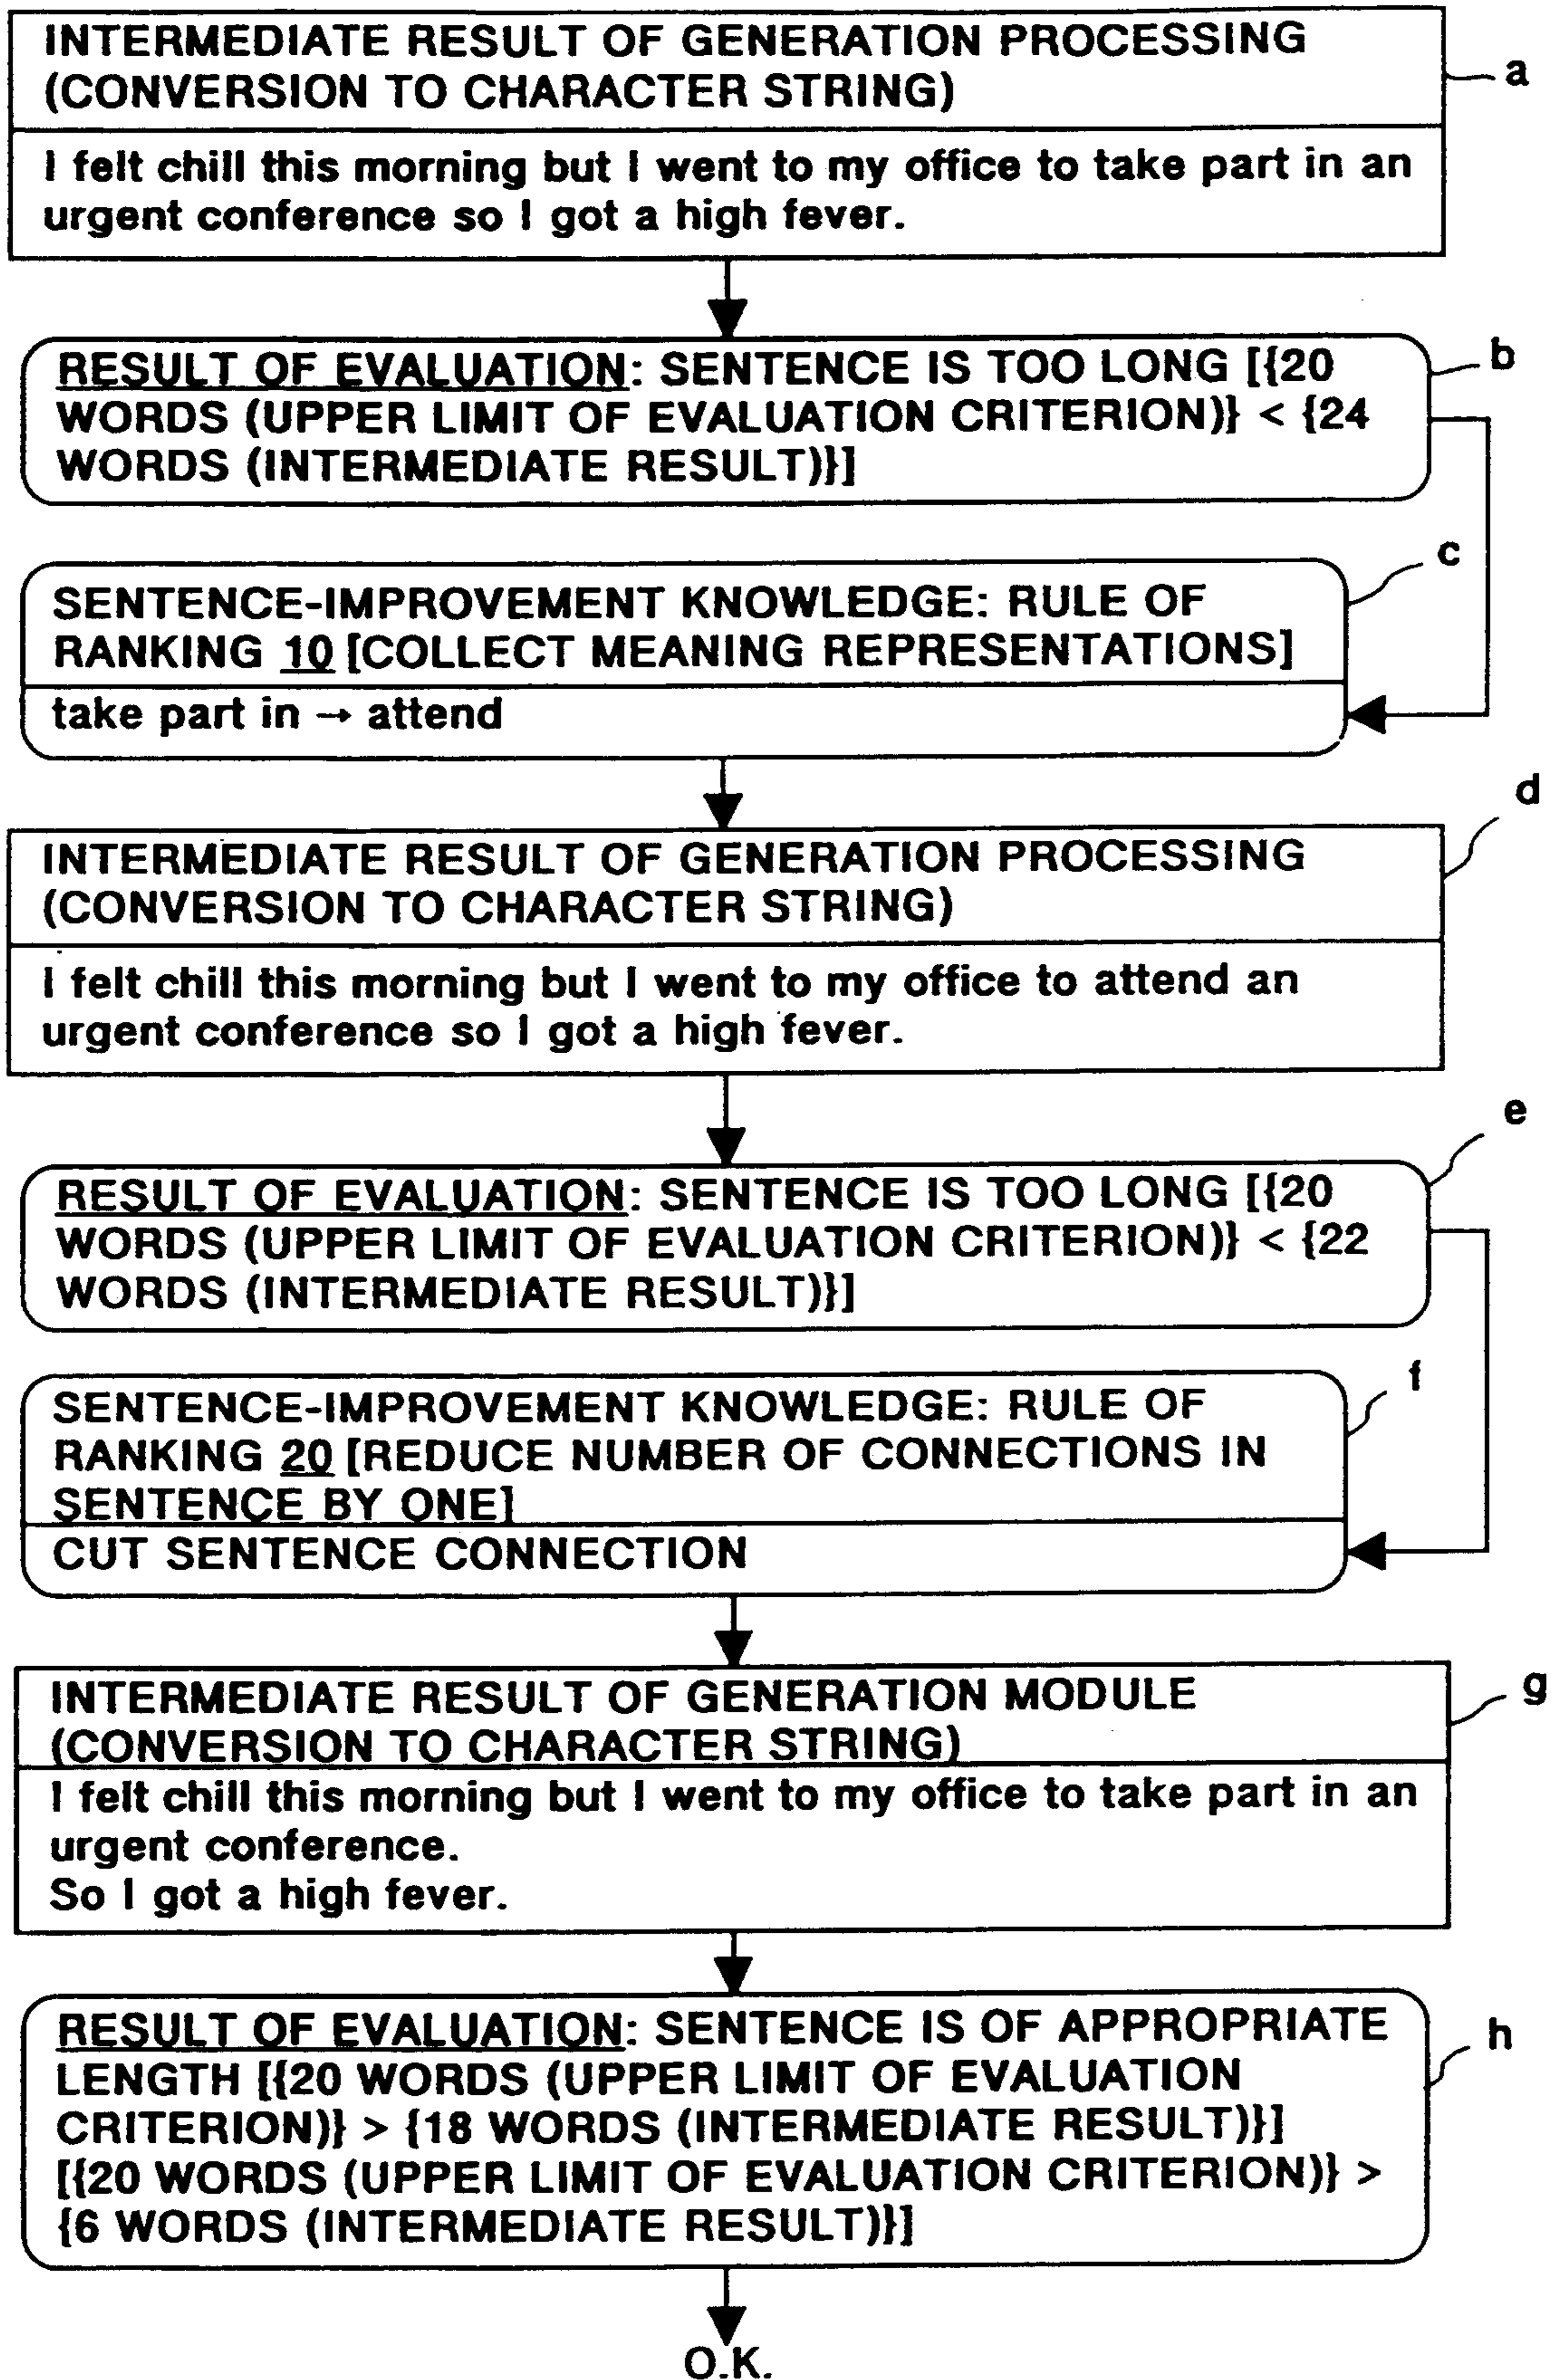 INTERMEDIATE RESULT OF GENERATION PROCESSING
(CONVERSION TO CHARACTER STRING)
a
I felt chill this morning but I went to my office to take part in an
urgent conference so I got a high fever.
RESULT OF EVALUATION: SENTENCE IS TOO LONG [{20
b
WORDS (UPPER LIMIT OF EVALUATION CRITERION)} < {24
WORDS (INTERMEDIATE RESULT)}]
c
SENTENCE-IMPROVEMENT KNOWLEDGE: RULE OF
RANKING 10 [COLLECT MEANING REPRESENTATIONS]
take part in → attend
d
INTERMEDIATE RESULT OF GENERATION PROCESSING
(CONVERSION TO CHARACTER STRING)
I felt chill this morning but I went to my office to attend an
urgent conference so I got a high fever.
e
RESULT OF EVALUATION: SENTENCE IS TOO LONG [{20
WORDS (UPPER LIMIT OF EVALUATION CRITERION)} < {22
WORDS (INTERMEDIATE RESULT)}]
f
SENTENCE-IMPROVEMENT KNOWLEDGE: RULE OF
RANKING 20 [REDUCE NUMBER OF CONNECTIONS IN
SENTENCE BY ONE]
CUT SENTENCE CONNECTION
INTERMEDIATE RESULT OF GENERATION MODULE
g
(CONVERSION TO CHARACTER STRING)
I felt chill this morning but I went to my office to take part in an
urgent conference.
So I got a high fever.
RESULT OF EVALUATION: SENTENCE IS OF APPROPRIATE
h
LENGTH [{20 WORDS (UPPER LIMIT OF EVALUATION
CRITERION)} > {18 WORDS (INTERMEDIATE RESULT)}]
[{20 WORDS (UPPER LIMIT OF EVALUATION CRITERION)} >
{6 WORDS (INTERMEDIATE RESULT)}]
O.K.